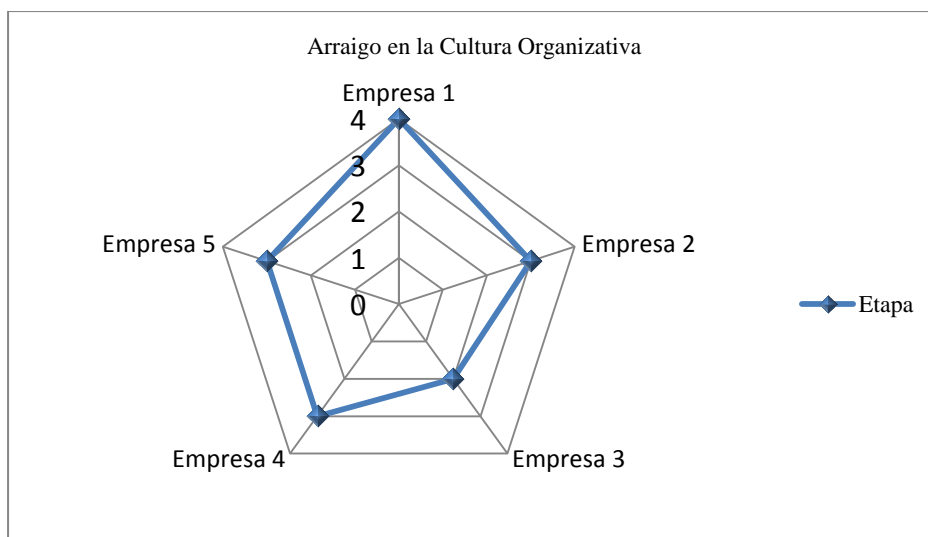 Arraigo en la Cultura Organizativa
Empresa 1
4
3
2
1
0
Empresa 5
Empresa 2
Etapa
Empresa 4
Empresa 3